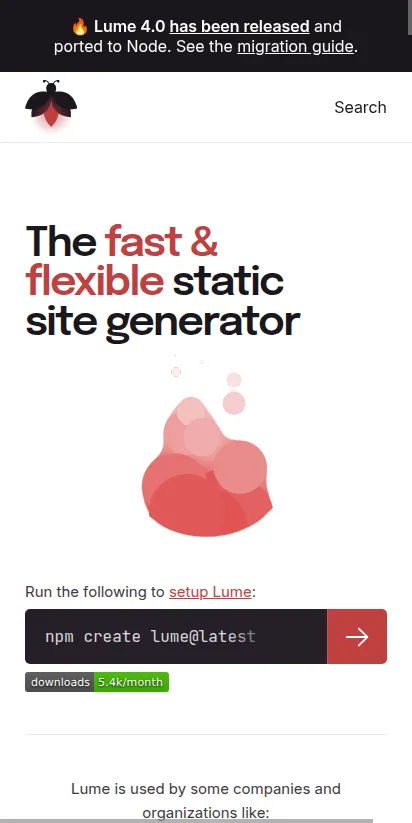 🔥 Lume 4.0 has been released and
ported to Node. See the migration guide.
Search
The fast &
flexible static
site generator
Run the following to setup Lume:
npm create lume@latest
downloads 5.4k/month
Lume is used by some companies and
organizations like: